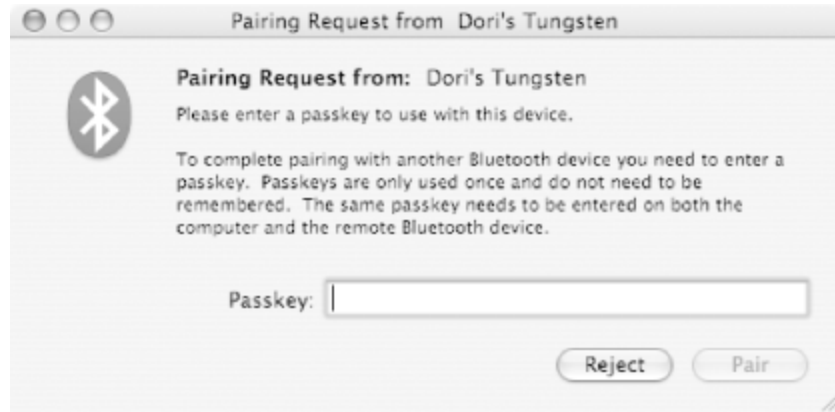 Pairing Request from Dori's Tungsten
Pairing Request from: Dori's Tungsten
Please enter a passkey to use with this device.
To complete pairing with another Bluetooth device you need to enter a
passkey. Passkeys are only used once and do not need to be
remembered. The same passkey needs to be entered on both the
computer and the remote Bluetooth device.
Passkey:
Reject Pair